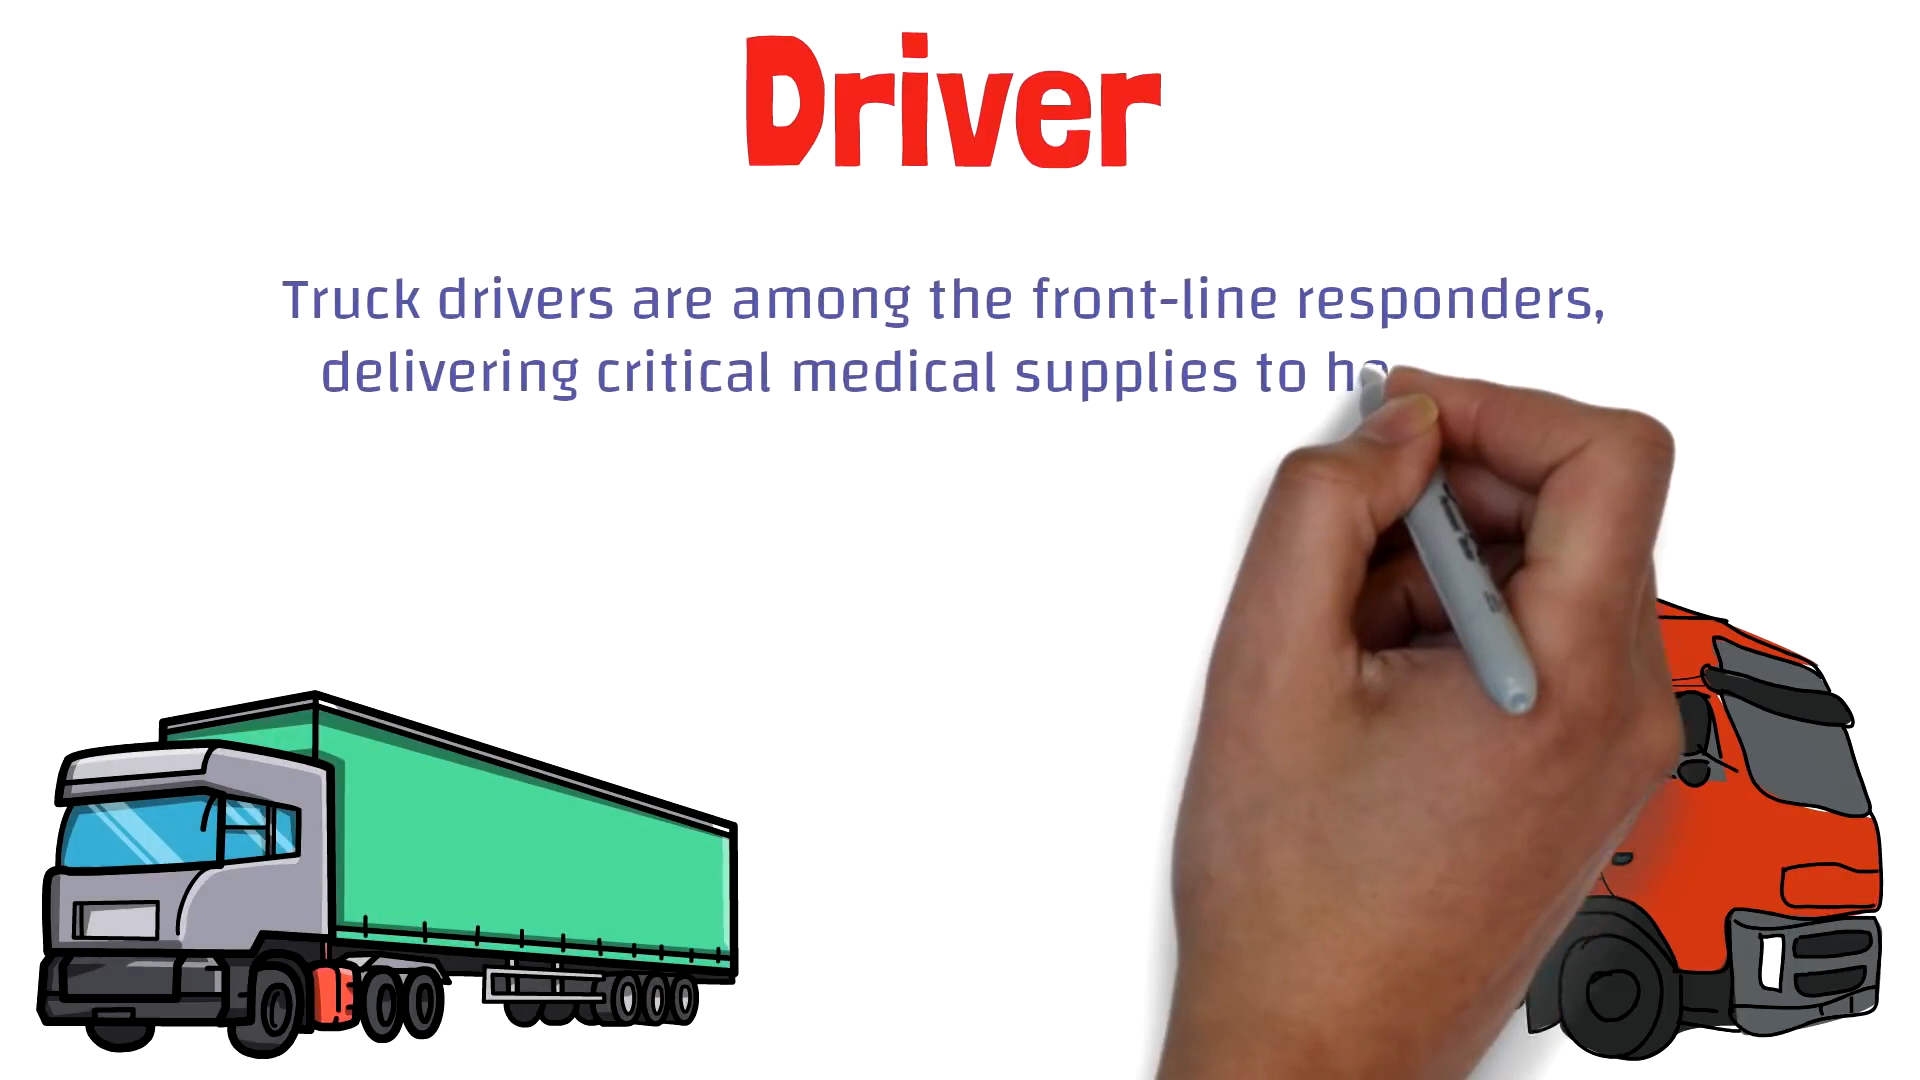 Driver
Truck drivers are among the front-line responders,
delivering critical medical supplies to